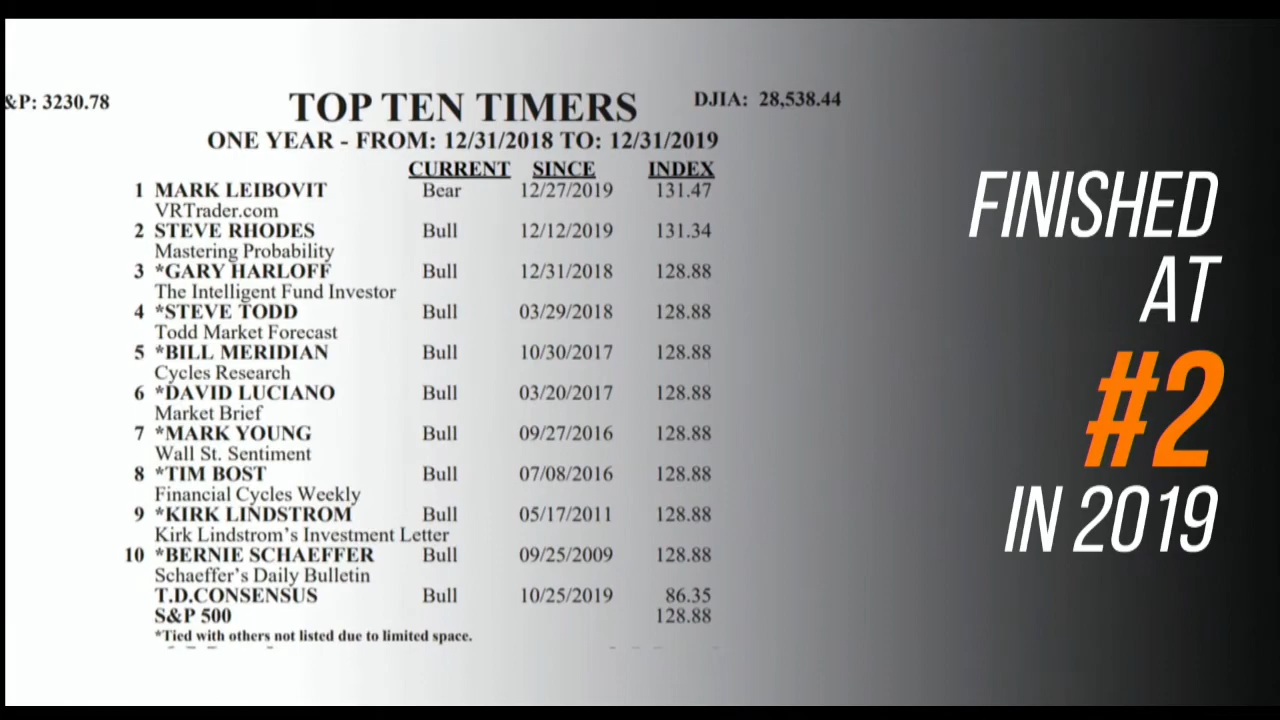 &P: 3230.78
TOP TEN TIMERS
DJIA: 28,538.44
ONE YEAR - FROM: 12/31/2018 TO: 12/31/2019
CURRENT SINCE INDEX
1 MARK LEIBOVIT Bear 12/27/2019 131.47
VRTrader.com
2 STEVE RHODES Bull 12/12/2019 131.34
Mastering Probability
3 *GARY HARLOFF Bull 12/31/2018 128.88
The Intelligent Fund Investor
4 *STEVE TODD Bull 03/29/2018 128.88
Todd Market Forecast
5 *BILL MERIDIAN Bull 10/30/2017 128.88
Cycles Research
6 *DAVID LUCIANO Bull 03/20/2017 128.88
Market Brief
7 *MARK YOUNG Bull 09/27/2016 128.88
Wall St. Sentiment
8 *TIM BOST Bull 07/08/2016 128.88
Financial Cycles Weekly
9 *KIRK LINDSTROM Bull 05/17/2011 128.88
Kirk Lindstrom's Investment Letter
10 *BERNIE SCHAEFFER Bull 09/25/2009 128.88
Schaeffer's Daily Bulletin
T.D.CONSENSUS Bull 10/25/2019 86.35
S&P 500 128.88
*Tied with others not listed due to limited space.
FINISHED
AT
#2
IN 2019